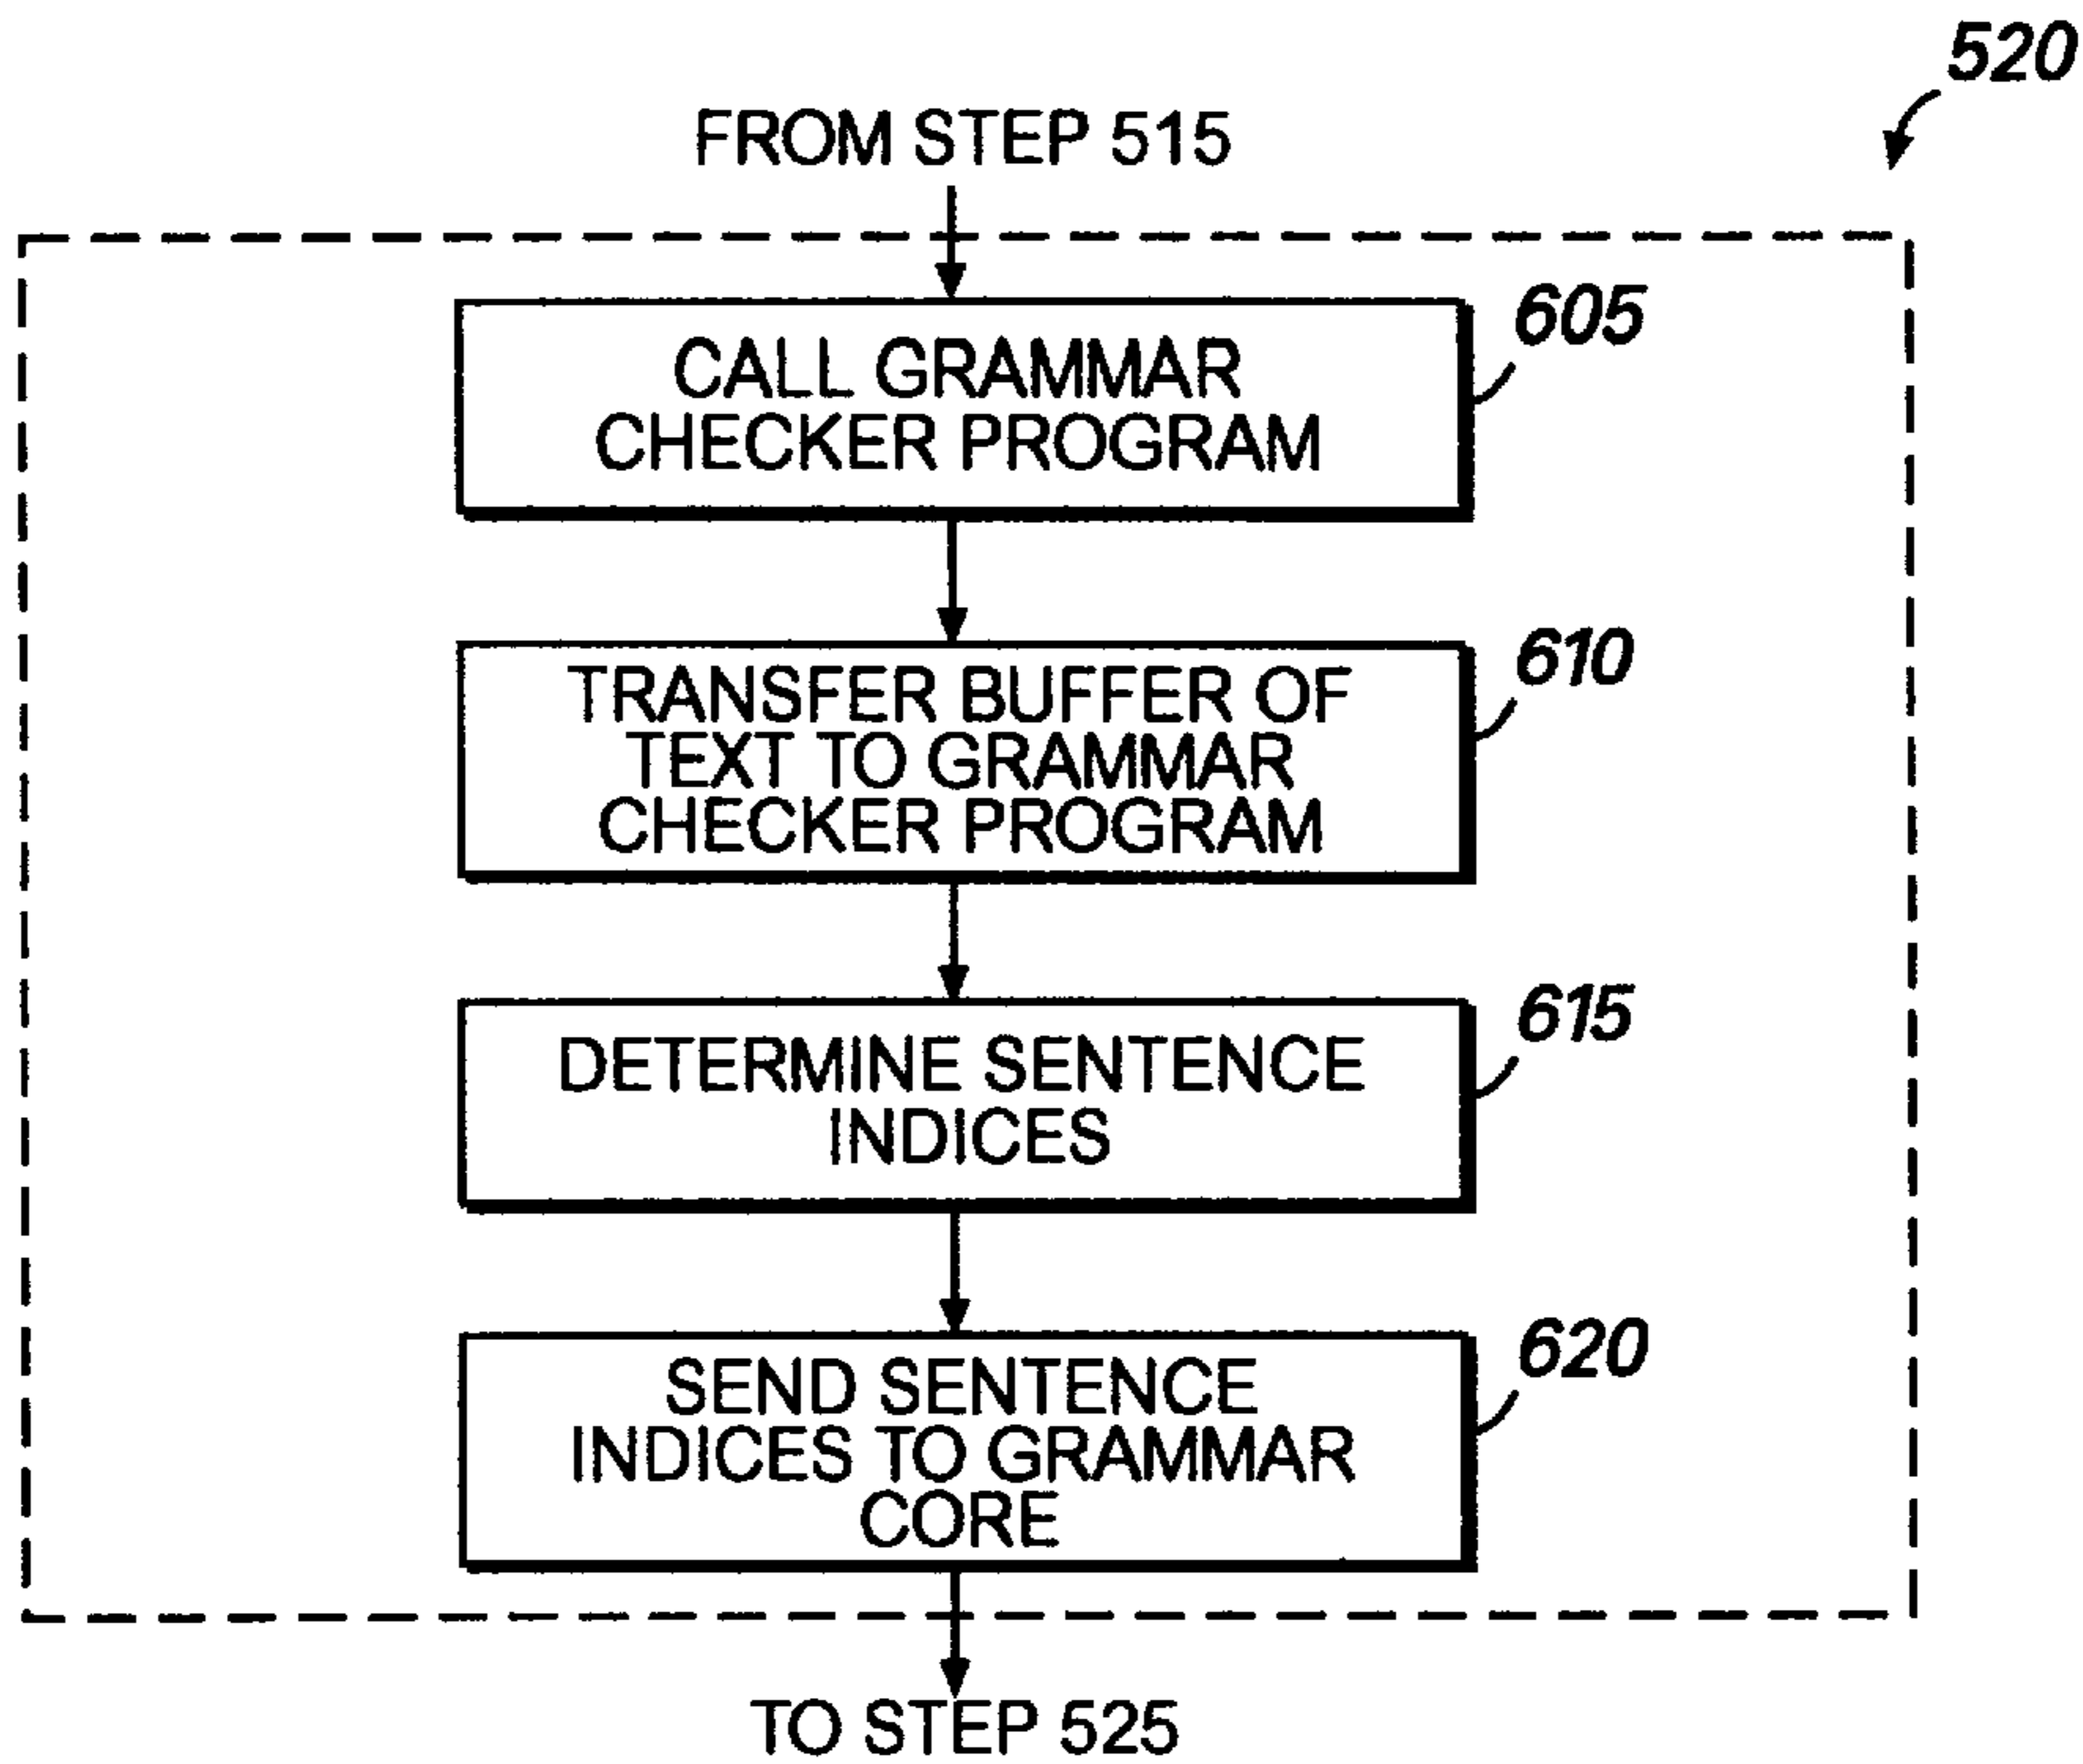 520
FROM STEP 515
605
CALL GRAMMAR
CHECKER PROGRAM
610
TRANSFER BUFFER OF
TEXT TO GRAMMAR
CHECKER PROGRAM
615
DETERMINE SENTENCE
INDICES
620
SEND SENTENCE
INDICES TO GRAMMAR
CORE
TO STEP 525